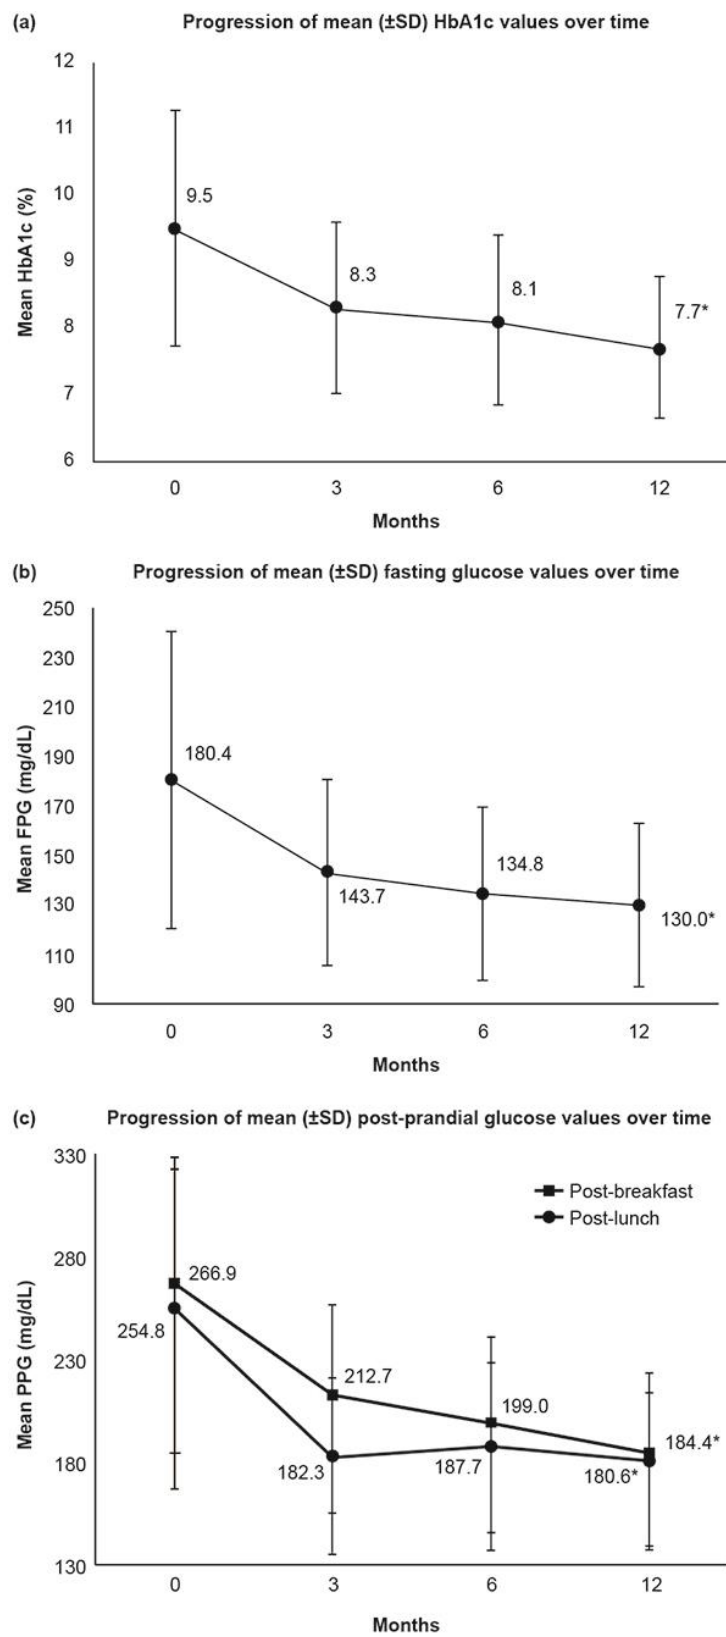 (a) Progression of mean (±SD) HbA1c values over time
Mean HbA1c (%)
12
11
10
9
8
7
6
9.5
8.3
8.1
7.7*
0 3 6 12
Months
(b) Progression of mean (±SD) fasting glucose values over time
Mean FPG (mg/dL)
250
230
210
190
170
150
130
110
90
180.4
143.7
134.8
130.0*
0 3 6 12
Months
(c) Progression of mean (±SD) post-prandial glucose values over time
Mean PPG (mg/dL)
330
280
230
180
130
Post-breakfast
Post-lunch
266.9
254.8
212.7
182.3
199.0
187.7
184.4*
180.6*
0 3 6 12
Months